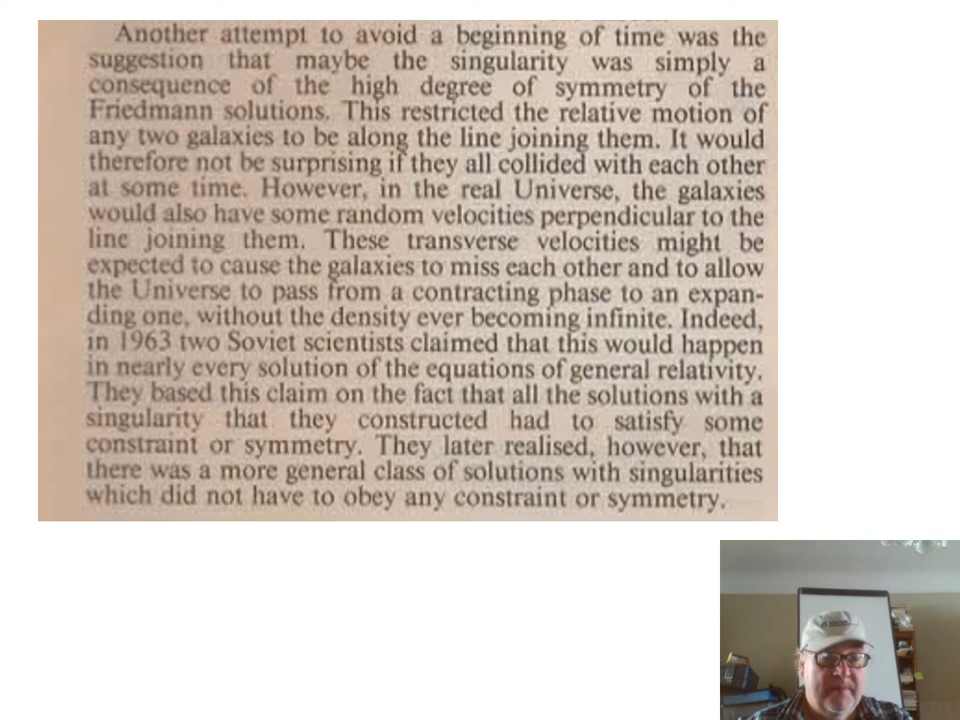 Another attempt to avoid a beginning of time was the
suggestion that maybe the singularity was simply a
consequence of the high degree of symmetry of the
Friedmann solutions. This restricted the relative motion of
any two galaxies to be along the line joining them. It would
therefore not be surprising if they all collided with each other
at some time. However, in the real Universe, the galaxies
would also have some random velocities perpendicular to the
line joining them. These transverse velocities might be
expected to cause the galaxies to miss each other and to allow
the Universe to pass from a contracting phase to an expan-
ding one, without the density ever becoming infinite. Indeed,
in 1963 two Soviet scientists claimed that this would happen
in nearly every solution of the equations of general relativity.
They based this claim on the fact that all the solutions with a
singularity that they constructed had to satisfy some
constraint or symmetry. They later realised, however, that
there was a more general class of solutions with singularities
which did not have to obey any constraint or symmetry.